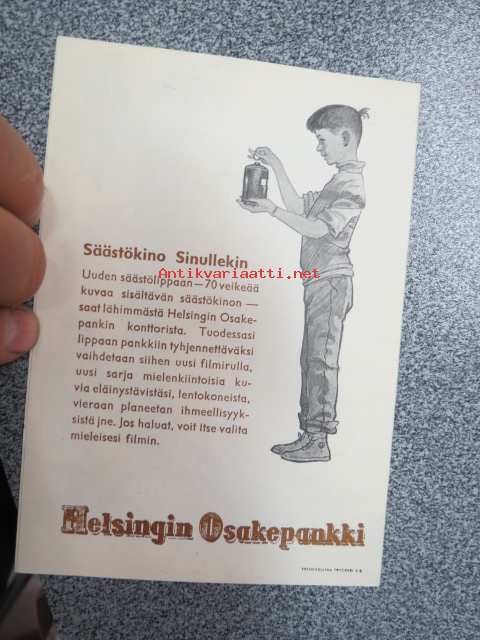 Säästökino Sinullekin
Uuden säästölippaan — 70 veikeää
Antikvariaatti.net
kuvaa sisältävän säästökinon —
saat lähimmästä Helsingin Osake-
pankin konttorista. Tuodessasi
lippaan pankkiin tyhjennettäväksi
vaihdetaan siihen uusi filmirulla,
uusi sarja mielenkiintoisia ku-
via eläinystävistäsi, lentokoneista,
vieraan planeetan ihmeellisyyk-
sistä jne. Jos haluat, voit itse valita
mieleisesi filmin.
Helsingin Osakepankki